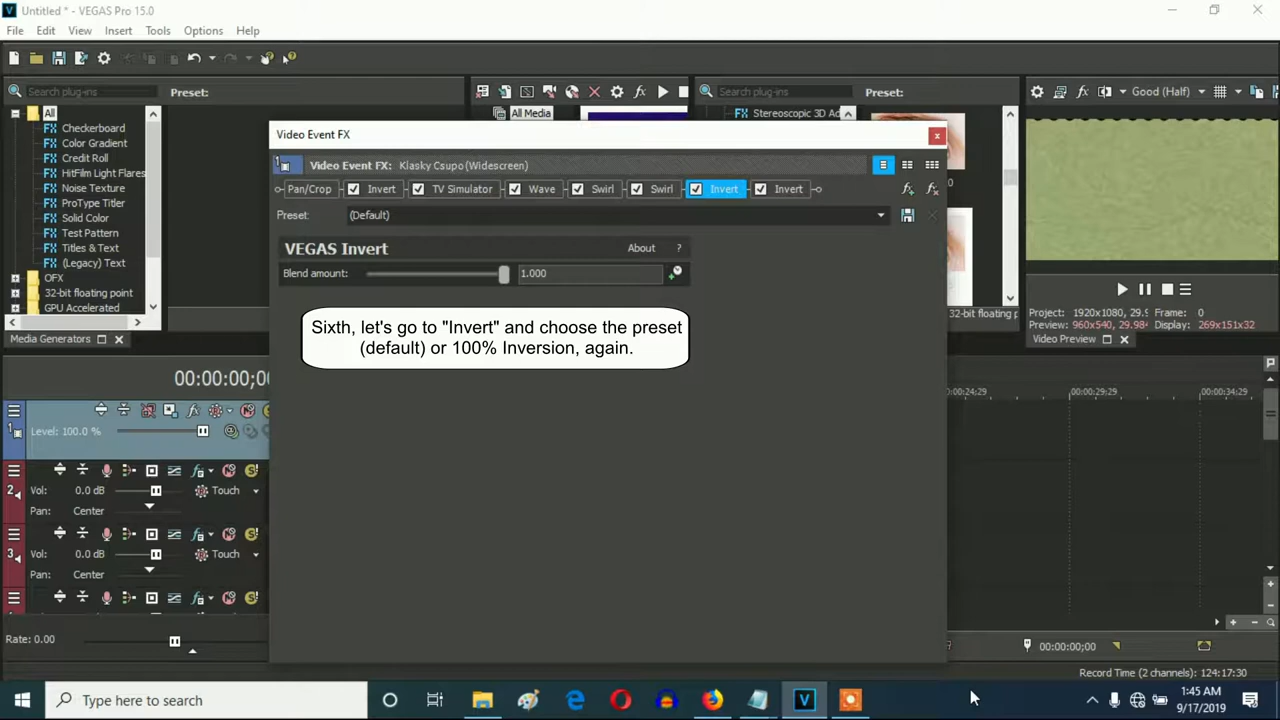 Untitled * - VEGAS Pro 15.0
File Edit View Insert Tools Options Help
Search plug-ins
Preset:
Search plug-ins
Preset:
Good (Half)
All
Checkerboard
Color Gradient
Credit Roll
HitFilm Light Flares
Noise Texture
ProType Titler
Solid Color
Test Pattern
Titles & Text
(Legacy) Text
OFX
32-bit floating point
GPU Accelerated
Media Generators
All Media
Stereoscopic 3D Ad
Video Event FX
Video Event FX: Klasky Csupo (Widescreen)
Pan/Crop Invert TV Simulator Wave Swirl Swirl Invert Invert
Preset: (Default)
VEGAS Invert About ?
Blend amount: 1.000
Sixth, let's go to "Invert" and choose the preset
(default) or 100% Inversion, again.
32-bit floating p
Project: 1920x1080, 29.9 Frame: 0
Preview: 960x540, 29.98 Display: 269x151x32
Video Preview
00:00:00;00
00:00:24;29 00:00:29;29 00:00:34;29
1
Level: 100.0 %
2
Vol: 0.0 dB Touch
Pan: Center
3
Vol: 0.0 dB Touch
Pan: Center
Rate: 0.00
00:00:00;00
Record Time (2 channels): 124:17:30
Type here to search
1:45 AM
9/17/2019